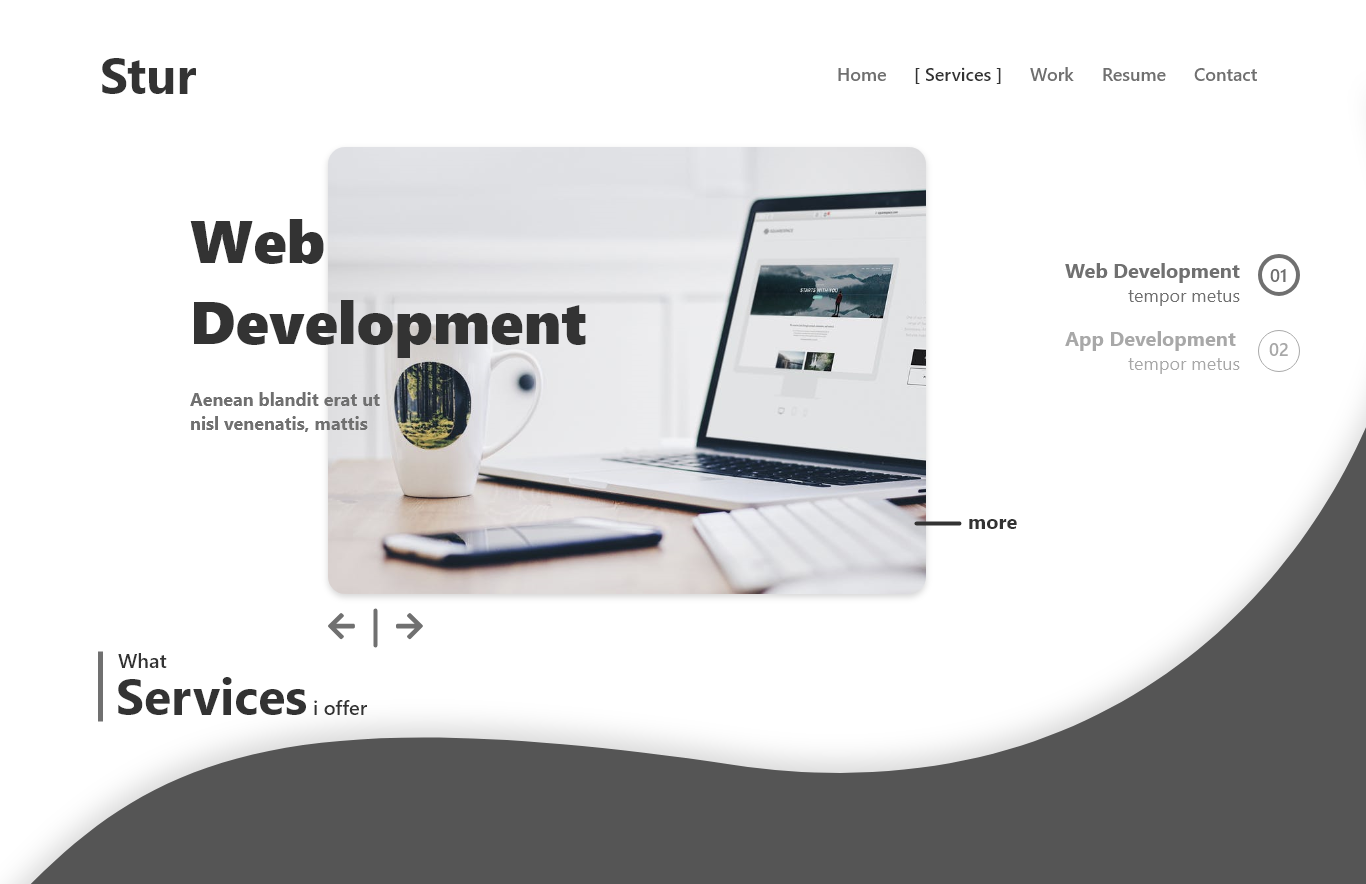 Stur
Home [ Services ] Work Resume Contact
Web
Development
Aenean blandit erat ut
nisl venenatis, mattis
STARTS WITH YOU
Web Development 01
tempor metus
App Development 02
tempor metus
more
What
Services i offer